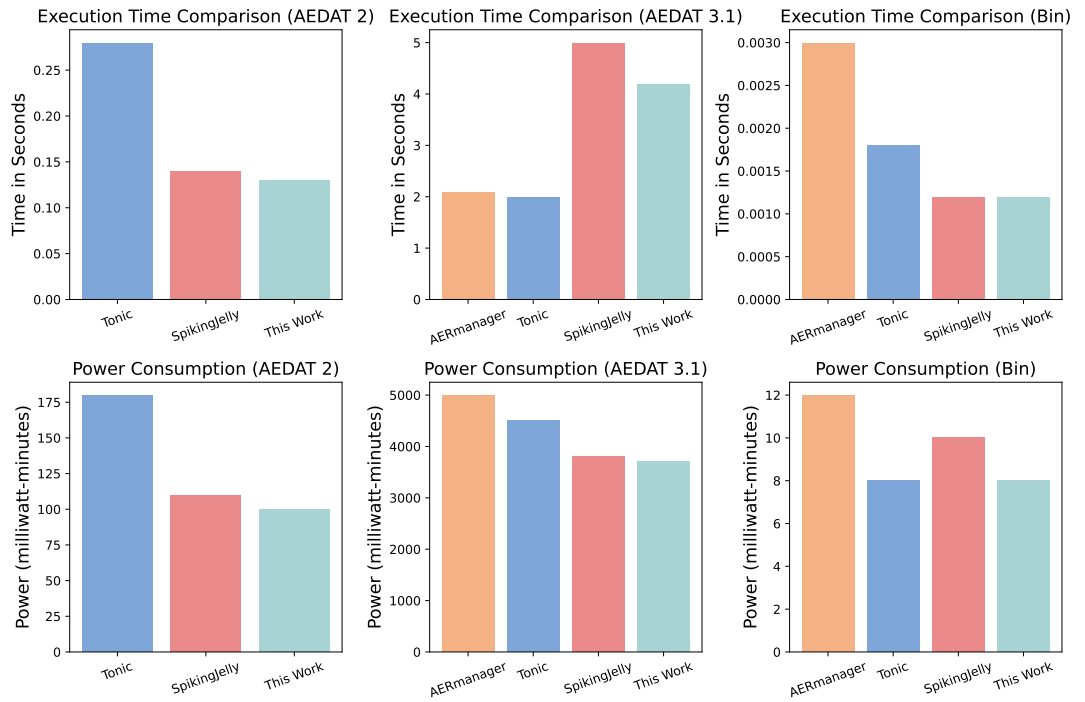 Execution Time Comparison (AEDAT 2)
Time in Seconds
0.25
0.20
0.15
0.10
0.05
0.00
Tonic
SpikingJelly
This Work
Execution Time Comparison (AEDAT 3.1)
Time in Seconds
5
4
3
2
1
0
AERmanager
Tonic
SpikingJelly
This Work
Execution Time Comparison (Bin)
Time in Seconds
0.0030
0.0025
0.0020
0.0015
0.0010
0.0005
0.0000
AERmanager
Tonic
SpikingJelly
This Work
Power Consumption (AEDAT 2)
Power (milliwatt-minutes)
175
150
125
100
75
50
25
0
Tonic
SpikingJelly
This Work
Power Consumption (AEDAT 3.1)
Power (milliwatt-minutes)
5000
4000
3000
2000
1000
0
AERmanager
Tonic
SpikingJelly
This Work
Power Consumption (Bin)
Power (milliwatt-minutes)
12
10
8
6
4
2
0
AERmanager
Tonic
SpikingJelly
This Work